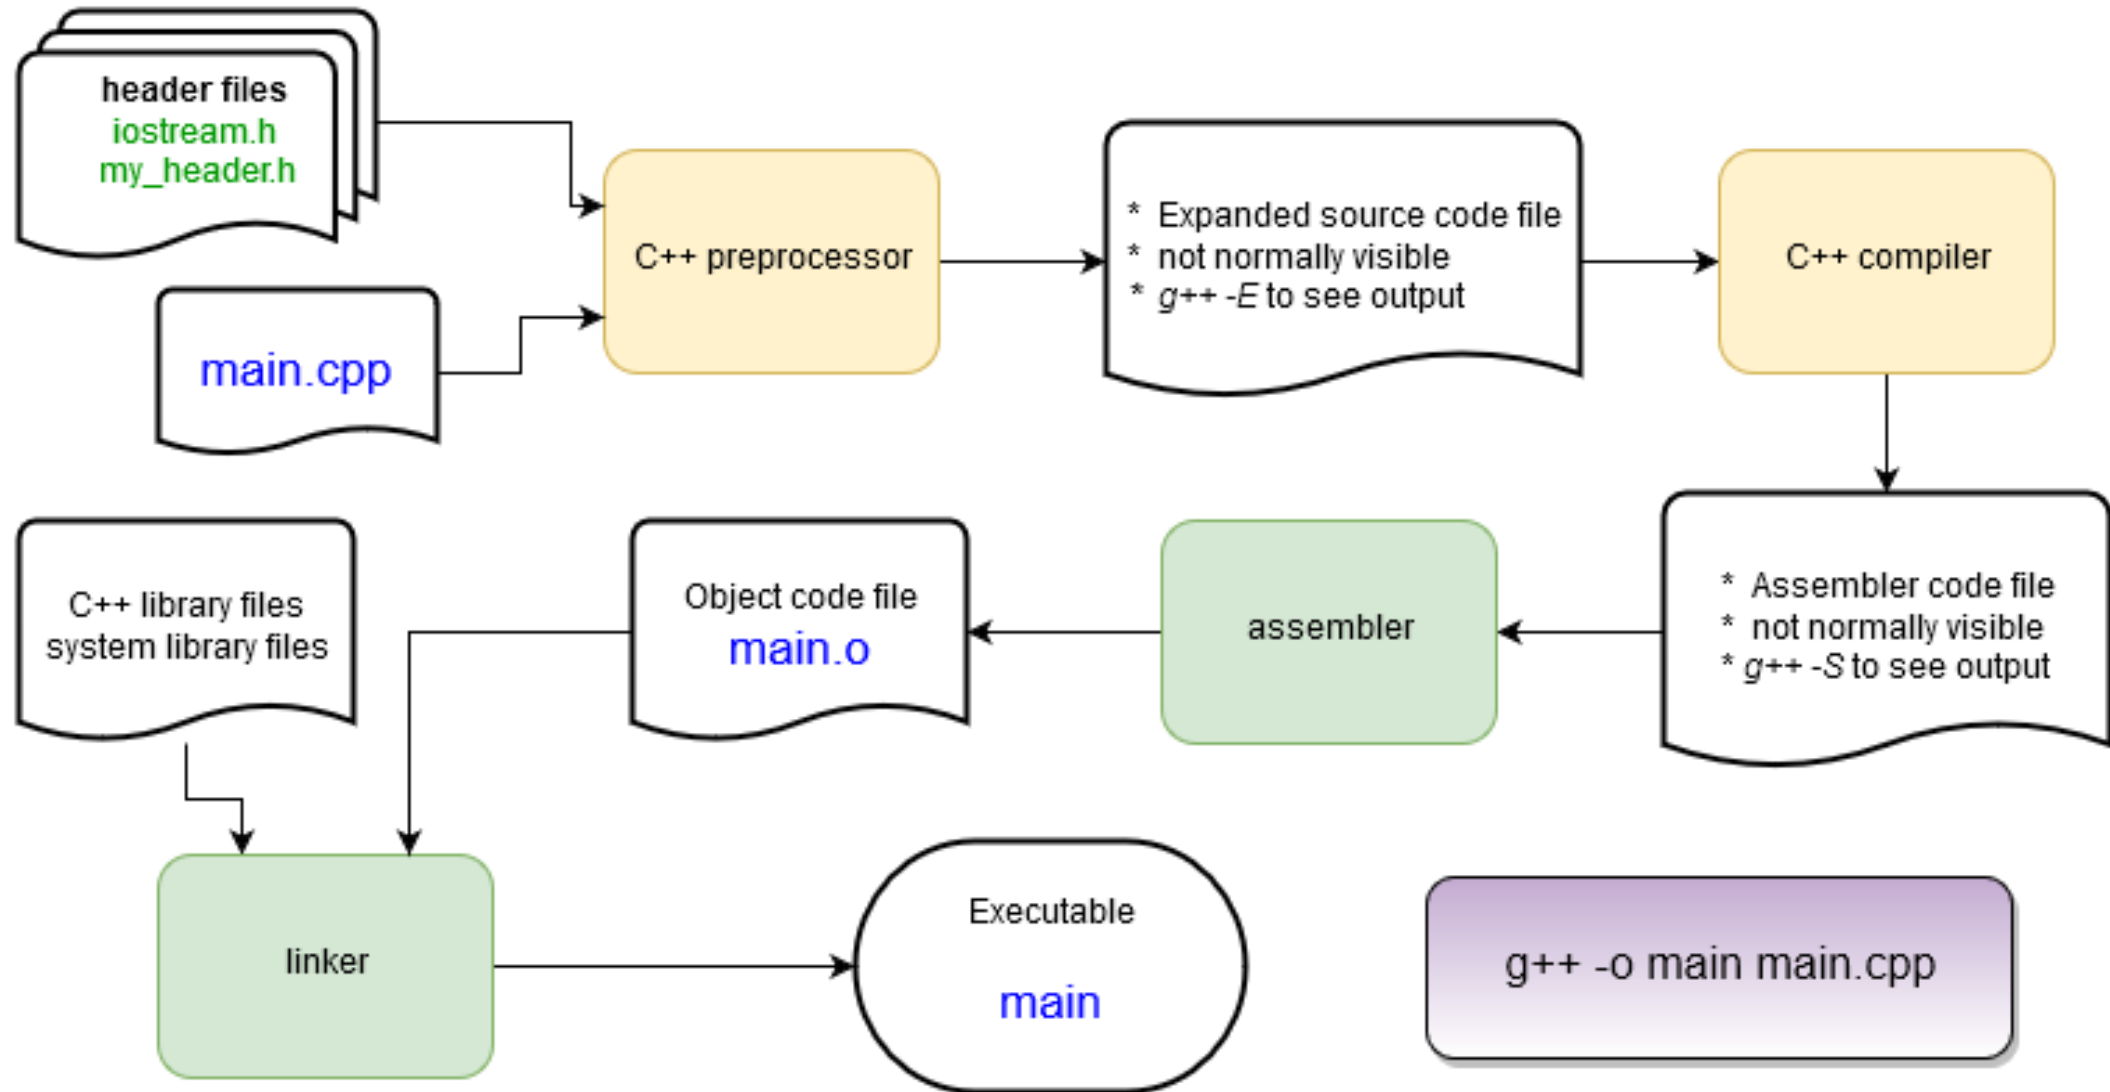 header files
iostream.h
my_header.h
main.cpp
C++ preprocessor
* Expanded source code file
* not normally visible
* g++ -E to see output
C++ compiler
* Assembler code file
* not normally visible
* g++ -S to see output
assembler
Object code file
main.o
C++ library files
system library files
linker
Executable
main
g++ -o main main.cpp